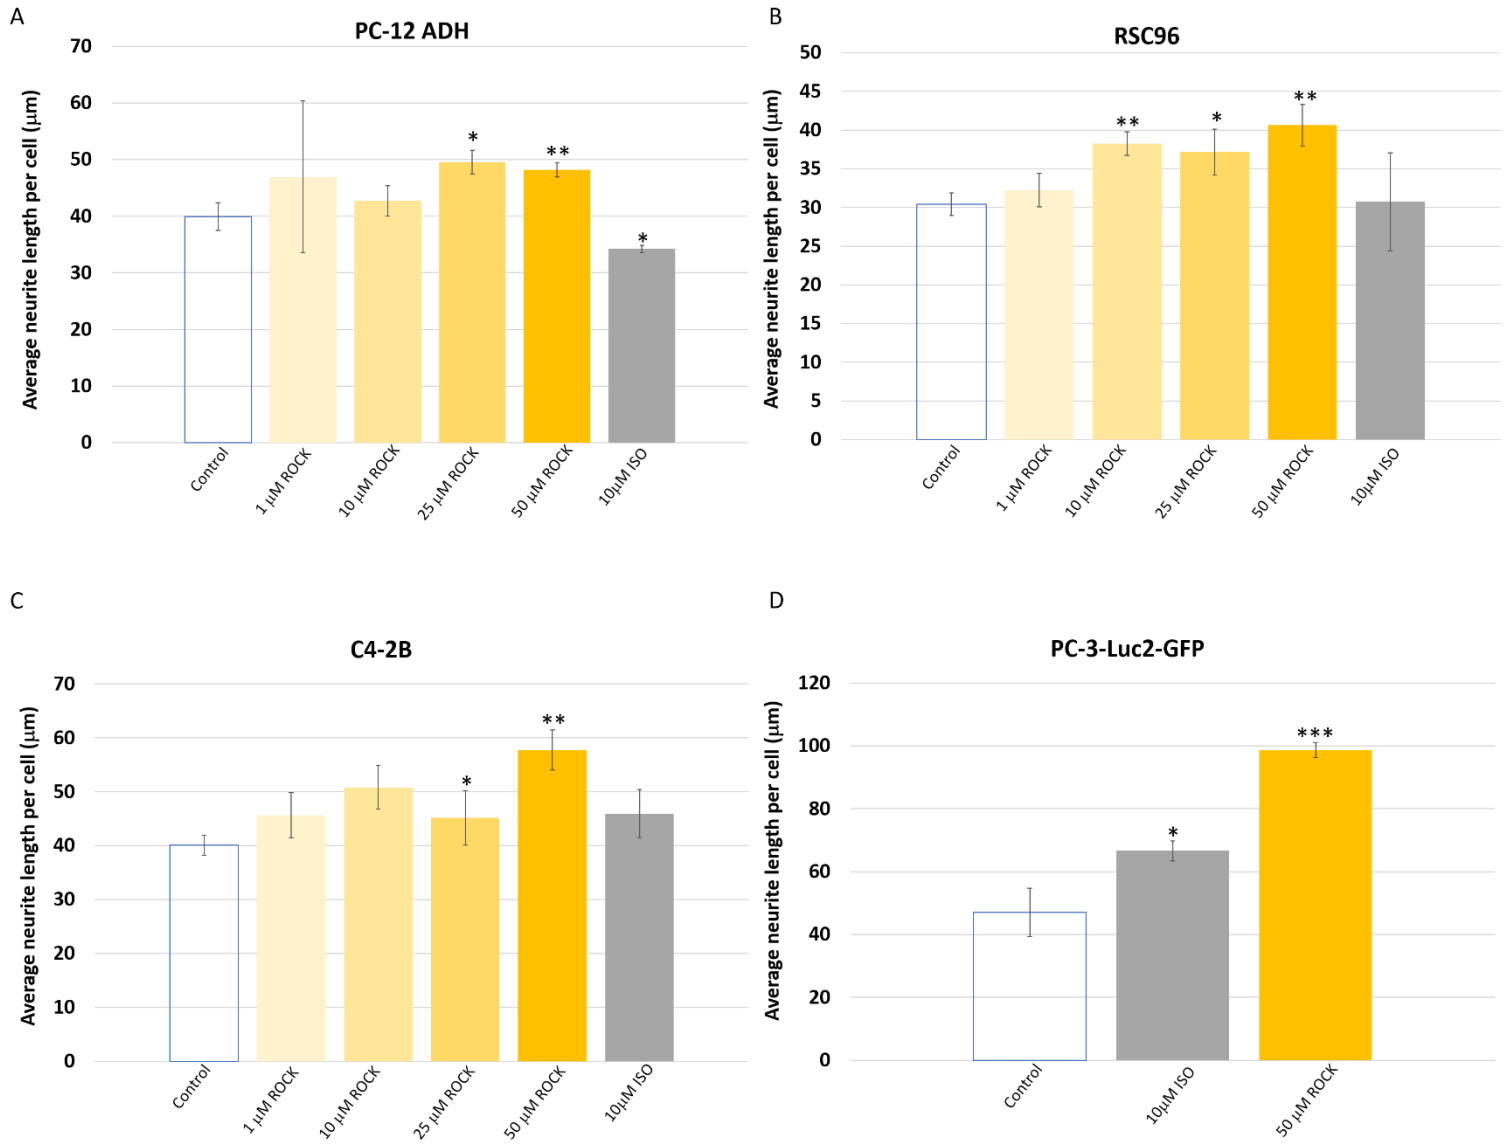 A
PC-12 ADH
Average neurite length per cell (µm)
70
60
50
40
30
20
10
0
*
**
*
Control
1 µM ROCK
10 µM ROCK
25 µM ROCK
50 µM ROCK
10µM ISO
B
RSC96
Average neurite length per cell (µm)
50
45
40
35
30
25
20
15
10
5
0
**
*
**
Control
1 µM ROCK
10 µM ROCK
25 µM ROCK
50 µM ROCK
10µM ISO
C
C4-2B
Average neurite length per cell (µm)
70
60
50
40
30
20
10
0
*
**
Control
1 µM ROCK
10 µM ROCK
25 µM ROCK
50 µM ROCK
10µM ISO
D
PC-3-Luc2-GFP
Average neurite length per cell (µm)
120
100
80
60
40
20
0
*
***
Control
10µM ISO
50 µM ROCK